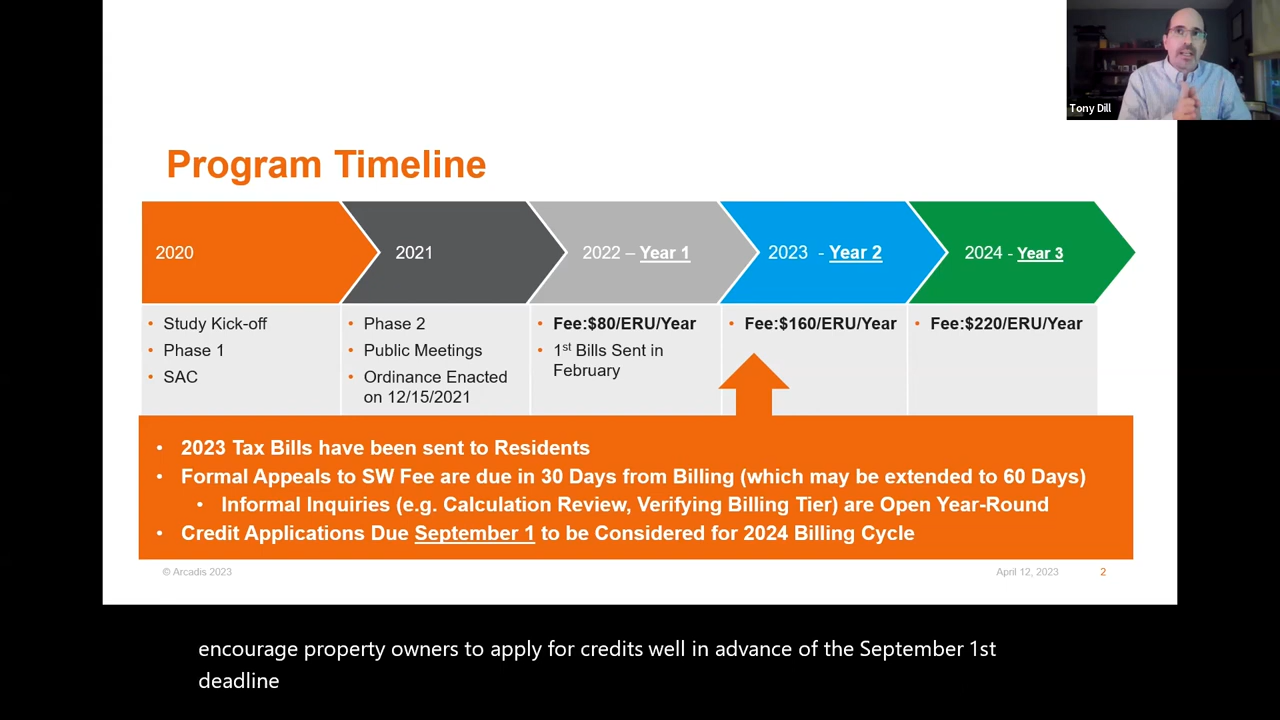 Tony Dill
Program Timeline
2020
2021
2022 – Year 1
2023 - Year 2
2024 - Year 3
• Study Kick-off
• Phase 1
• SAC
• Phase 2
• Public Meetings
• Ordinance Enacted
on 12/15/2021
• Fee:$80/ERU/Year
• 1st Bills Sent in
February
• Fee:$160/ERU/Year
• Fee:$220/ERU/Year
• 2023 Tax Bills have been sent to Residents
• Formal Appeals to SW Fee are due in 30 Days from Billing (which may be extended to 60 Days)
• Informal Inquiries (e.g. Calculation Review, Verifying Billing Tier) are Open Year-Round
• Credit Applications Due September 1 to be Considered for 2024 Billing Cycle
© Arcadis 2023
April 12, 2023
2
encourage property owners to apply for credits well in advance of the September 1st
deadline